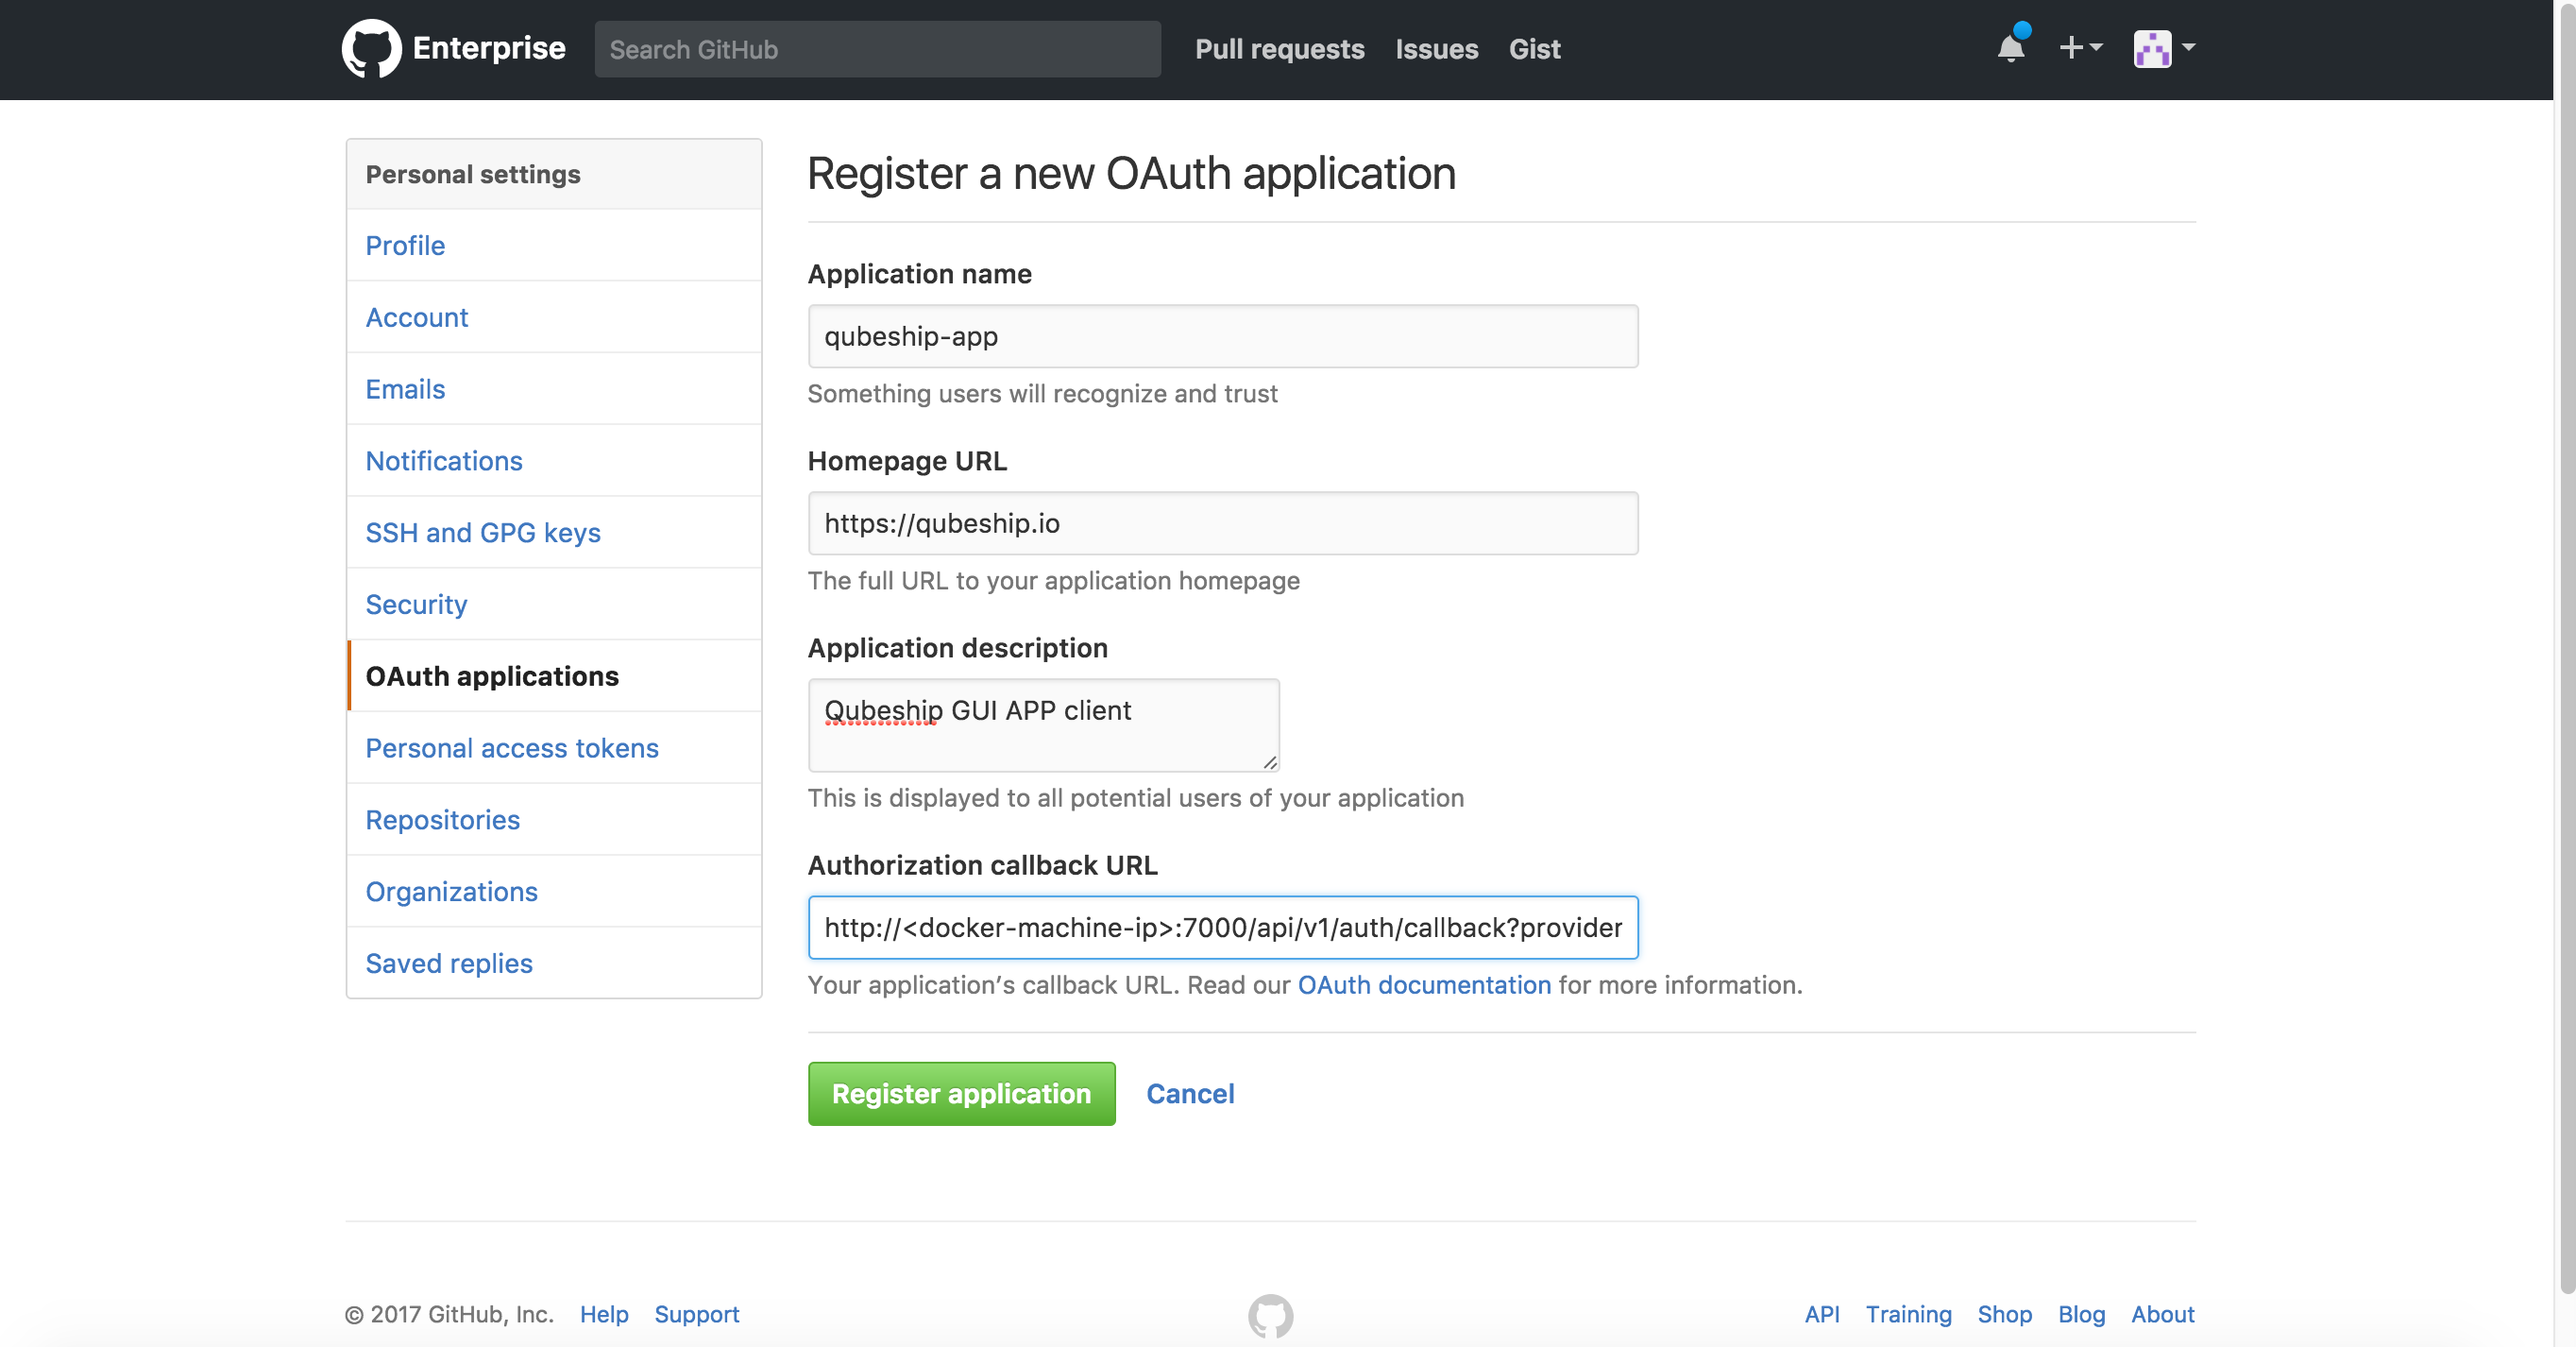 Enterprise
Search GitHub
Pull requests
Issues
Gist
Personal settings
Profile
Account
Emails
Notifications
SSH and GPG keys
Security
OAuth applications
Personal access tokens
Repositories
Organizations
Saved replies
Register a new OAuth application
Application name
qubeship-app
Something users will recognize and trust
Homepage URL
https://qubeship.io
The full URL to your application homepage
Application description
Qubeship GUI APP client
This is displayed to all potential users of your application
Authorization callback URL
http://<docker-machine-ip>:7000/api/v1/auth/callback?provider
Your application’s callback URL. Read our OAuth documentation for more information.
Register application
Cancel
© 2017 GitHub, Inc. Help Support
API Training Shop Blog About